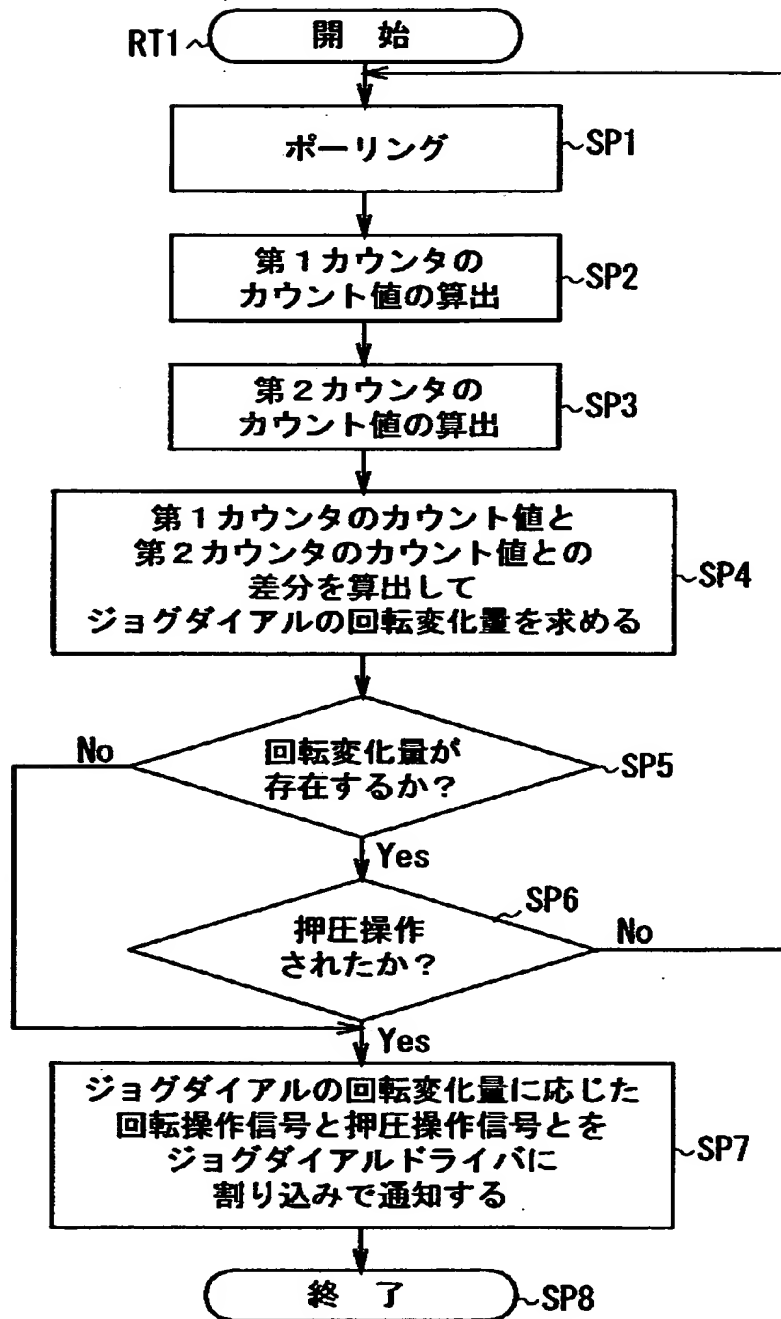 RT1
開 始
ポーリング
SP1
第1カウンタの
カウント値の算出
SP2
第2カウンタの
カウント値の算出
SP3
第1カウンタのカウント値と
第2カウンタのカウント値との
差分を算出して
ジョグダイアルの回転変化量を求める
SP4
No
回転変化量が
存在するか?
SP5
Yes
SP6
押圧操作
されたか?
No
Yes
ジョグダイアルの回転変化量に応じた
回転操作信号と押圧操作信号とを
ジョグダイアルドライバに
割り込みで通知する
SP7
終 了
SP8